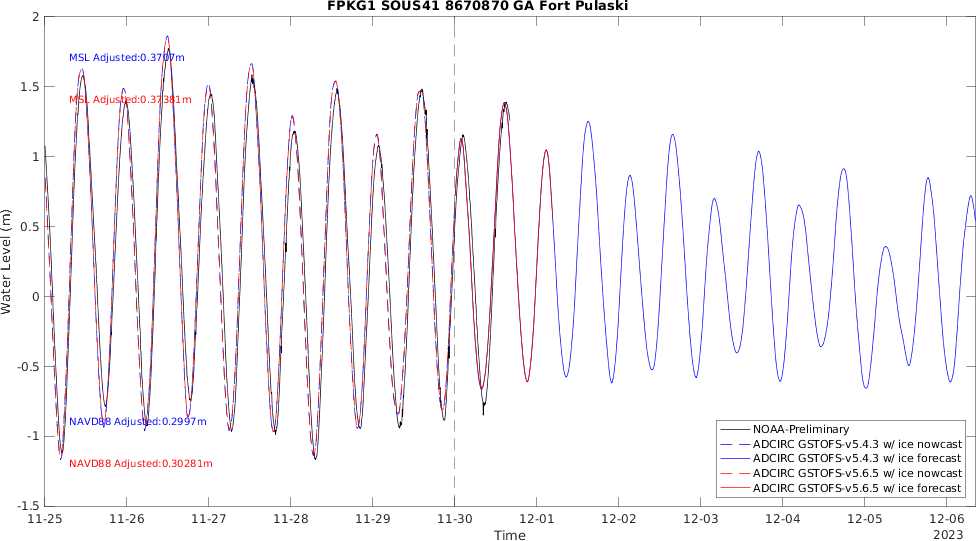 FPKG1 SOUS41 8670870 GA Fort Pulaski
2
1.5
1
0.5
0
-0.5
-1
-1.5
Water Level (m)
MSL Adjusted:0.3707m
MSL Adjusted:0.37381m
NAVD88 Adjusted:0.2997m
NAVD88 Adjusted:0.30281m
NOAA-Preliminary
ADCIRC GSTOFS-v5.4.3 w/ ice nowcast
ADCIRC GSTOFS-v5.4.3 w/ ice forecast
ADCIRC GSTOFS-v5.6.5 w/ ice nowcast
ADCIRC GSTOFS-v5.6.5 w/ ice forecast
11-25 11-26 11-27 11-28 11-29 11-30 12-01 12-02 12-03 12-04 12-05 12-06
Time
2023